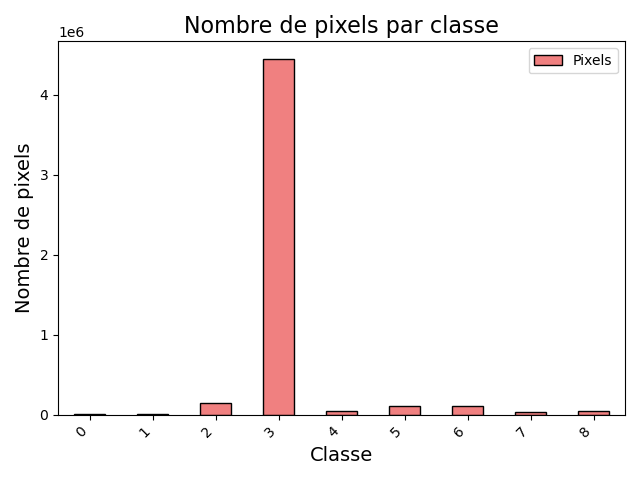 Nombre de pixels par classe
1e6
Pixels
4
3
2
1
0
Nombre de pixels
0 1 2 3 4 5 6 7 8
Classe